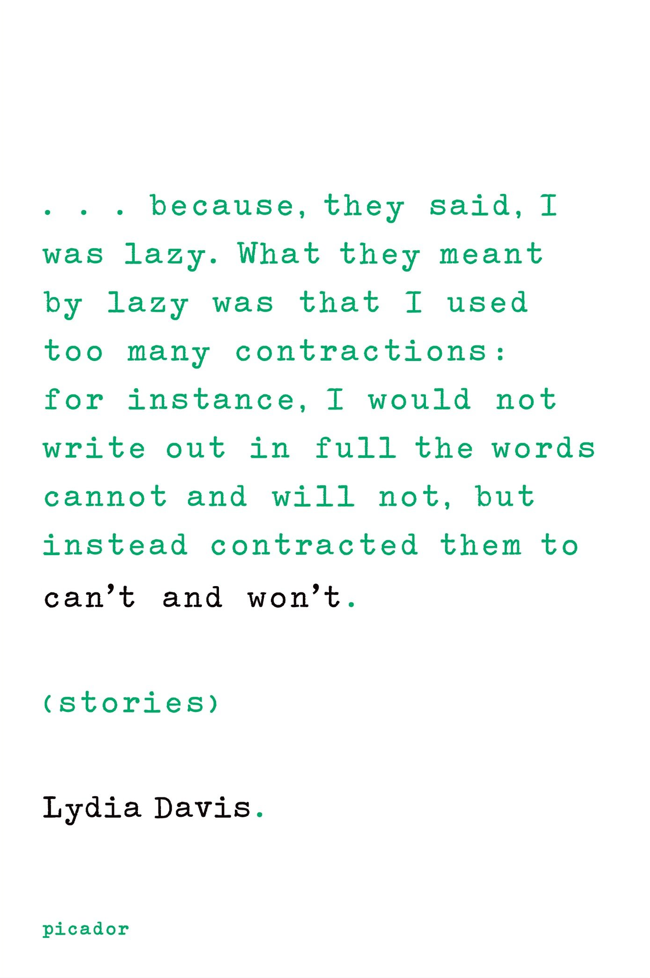 . . . because, they said, I
was lazy. What they meant
by lazy was that I used
too many contractions:
for instance, I would not
write out in full the words
cannot and will not, but
instead contracted them to
can’t and won’t.
(stories)
Lydia Davis.
picador